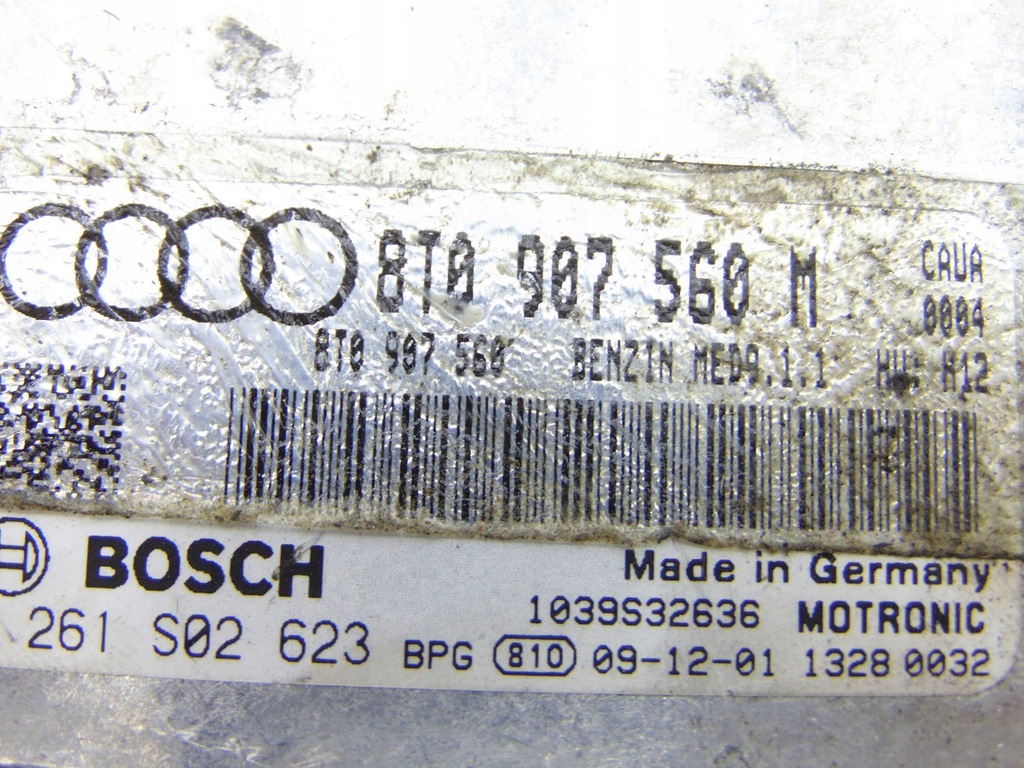 8T0 907 560 M
CAUA
0004
8T0 907 560 BENZIN MED9.1.1 HW: H12
BOSCH
Made in Germany
1039S32636 MOTRONIC
261 S02 623 BPG 810 09-12-01 1328 0032